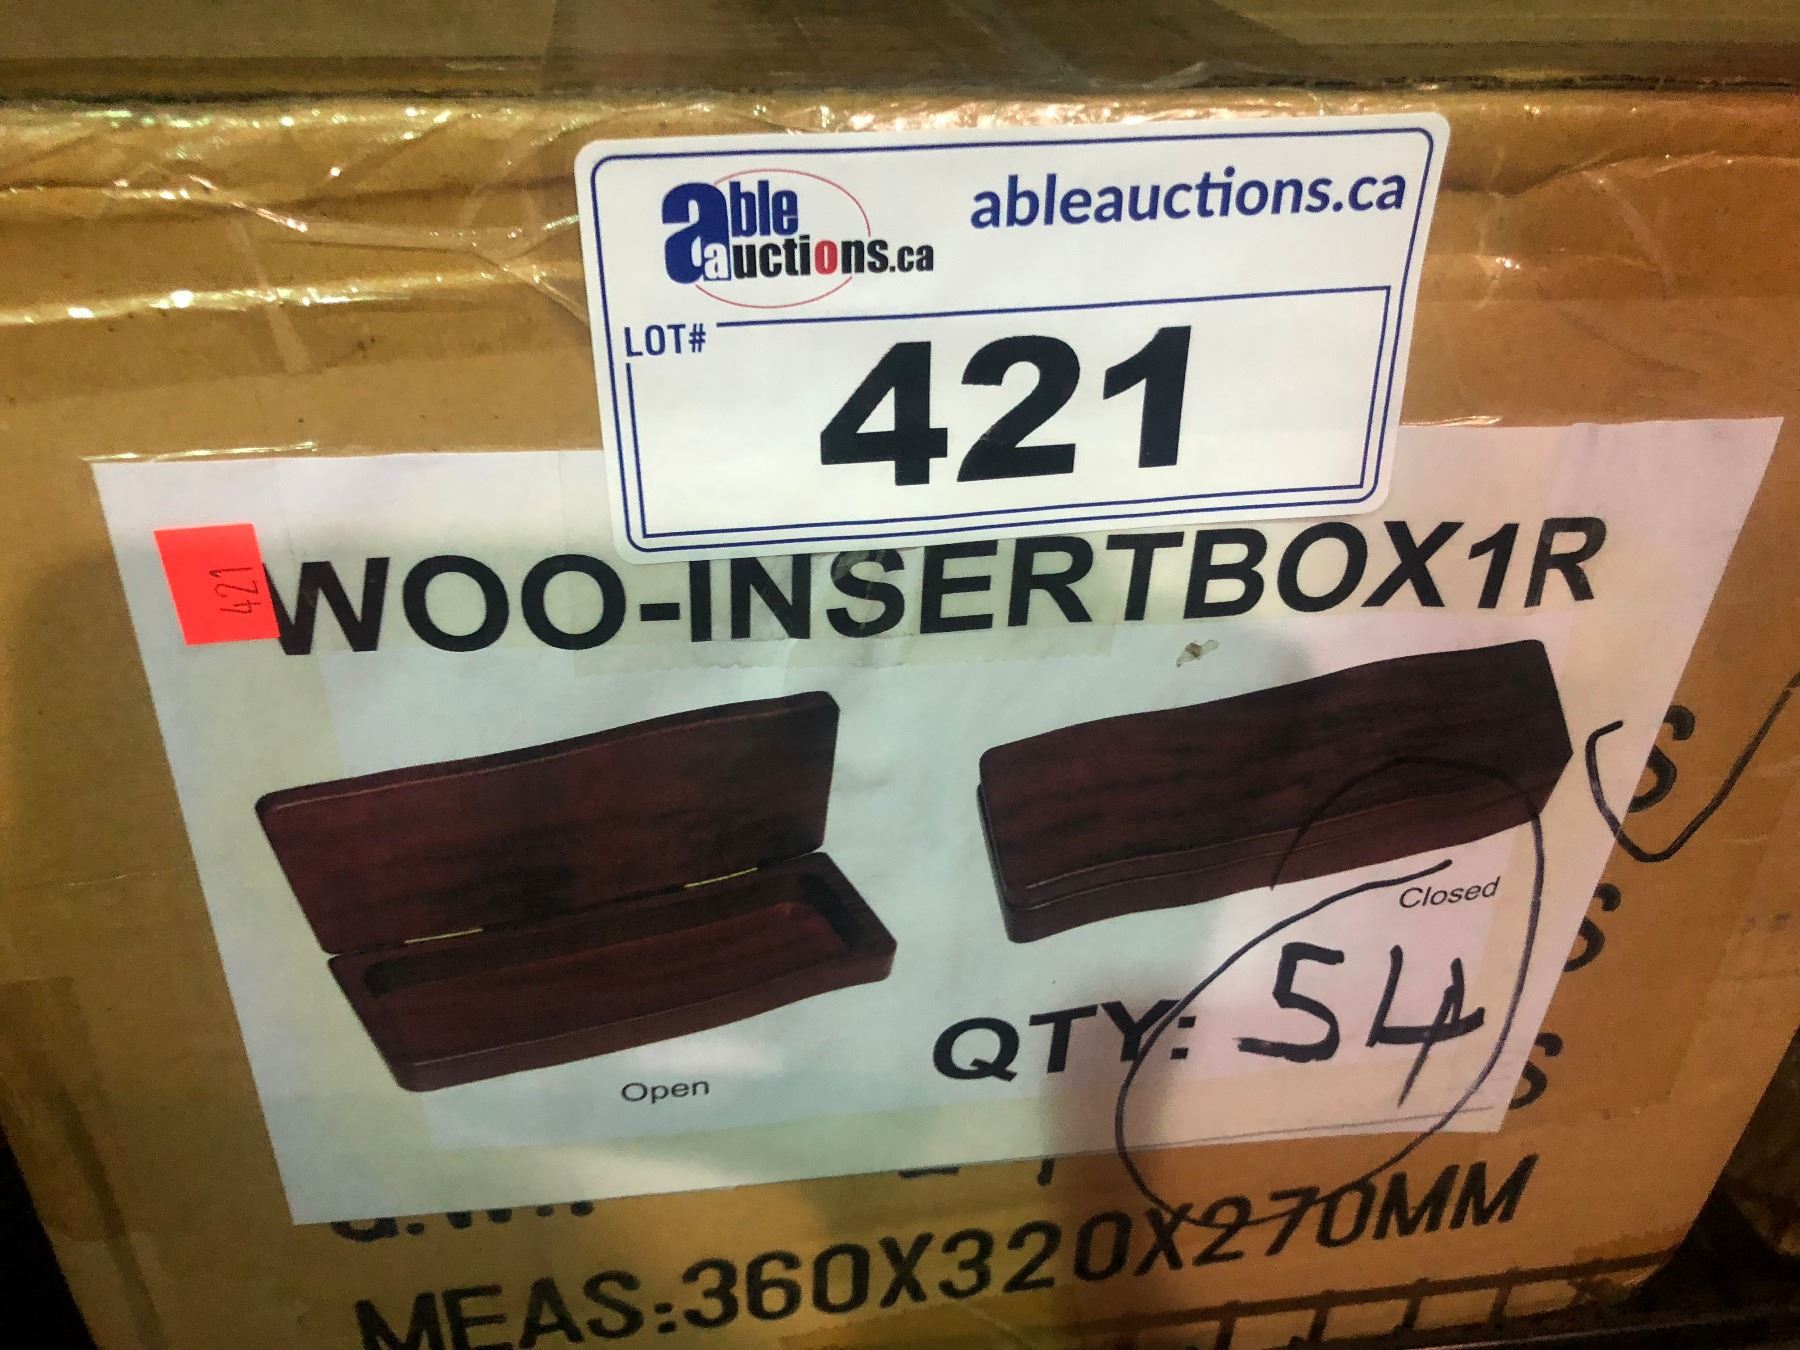 able
auctions.ca
ableauctions.ca
LOT#
421
421
WOO-INSERTBOX1R
Closed
QTY: 54
Open
MEAS:360X320X270MM